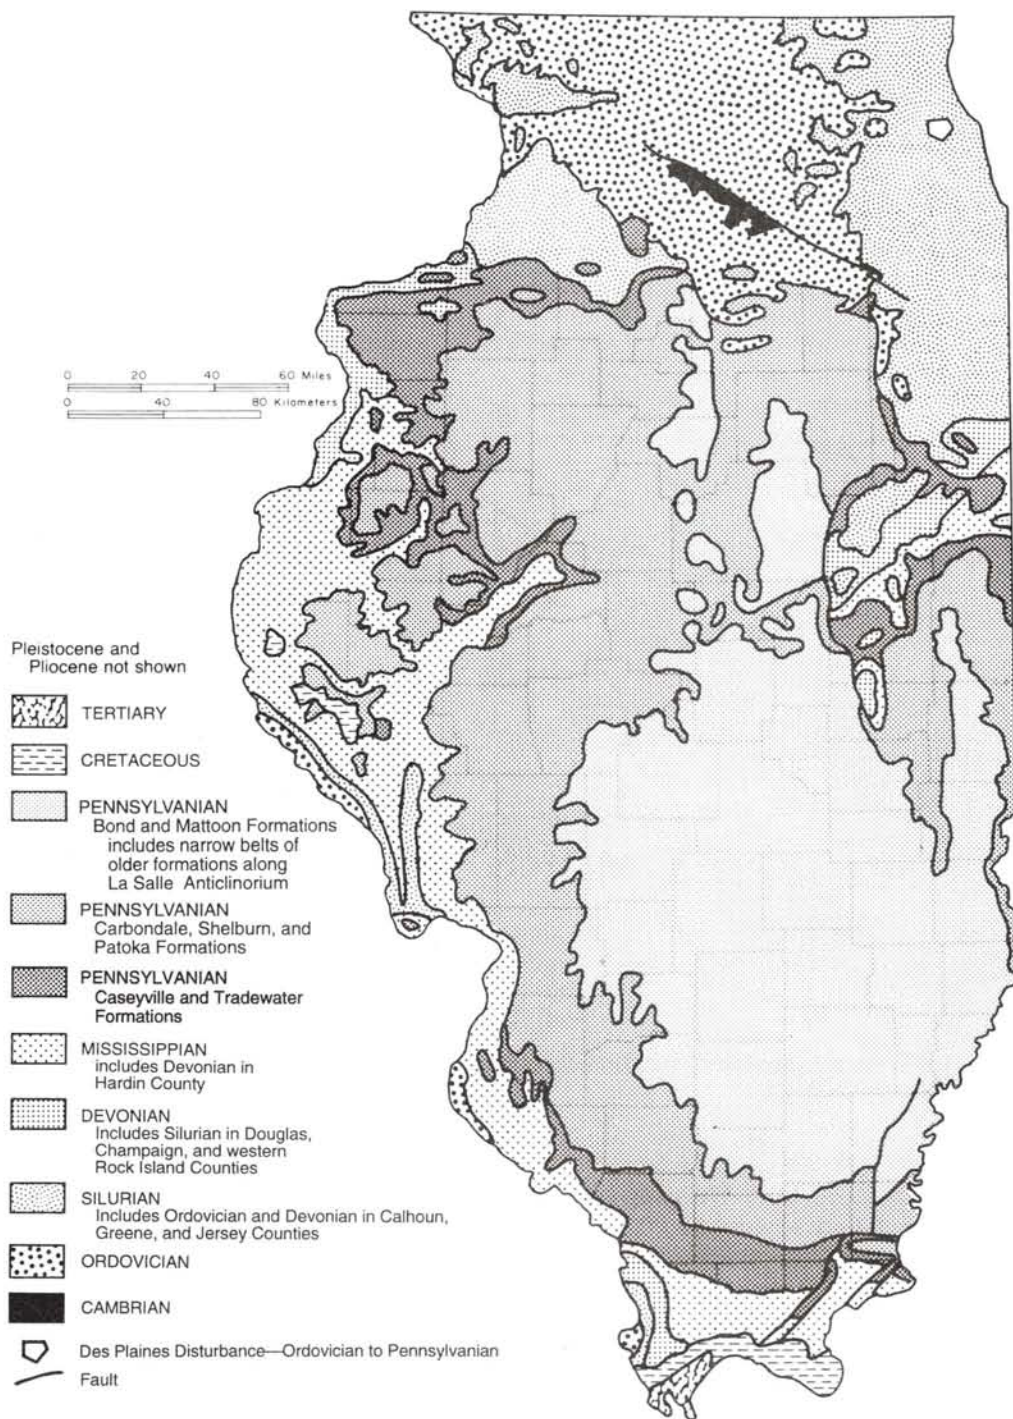 0 20 40 60 Miles
0 40 80 Kilometers
Pleistocene and
Pliocene not shown
TERTIARY
CRETACEOUS
PENNSYLVANIAN
Bond and Mattoon Formations
includes narrow belts of
older formations along
La Salle Anticlinorium
PENNSYLVANIAN
Carbondale, Shelburn, and
Patoka Formations
PENNSYLVANIAN
Caseyville and Tradewater
Formations
MISSISSIPPIAN
includes Devonian in
Hardin County
DEVONIAN
Includes Silurian in Douglas,
Champaign, and western
Rock Island Counties
SILURIAN
Includes Ordovician and Devonian in Calhoun,
Greene, and Jersey Counties
ORDOVICIAN
CAMBRIAN
Des Plaines Disturbance—Ordovician to Pennsylvanian
Fault